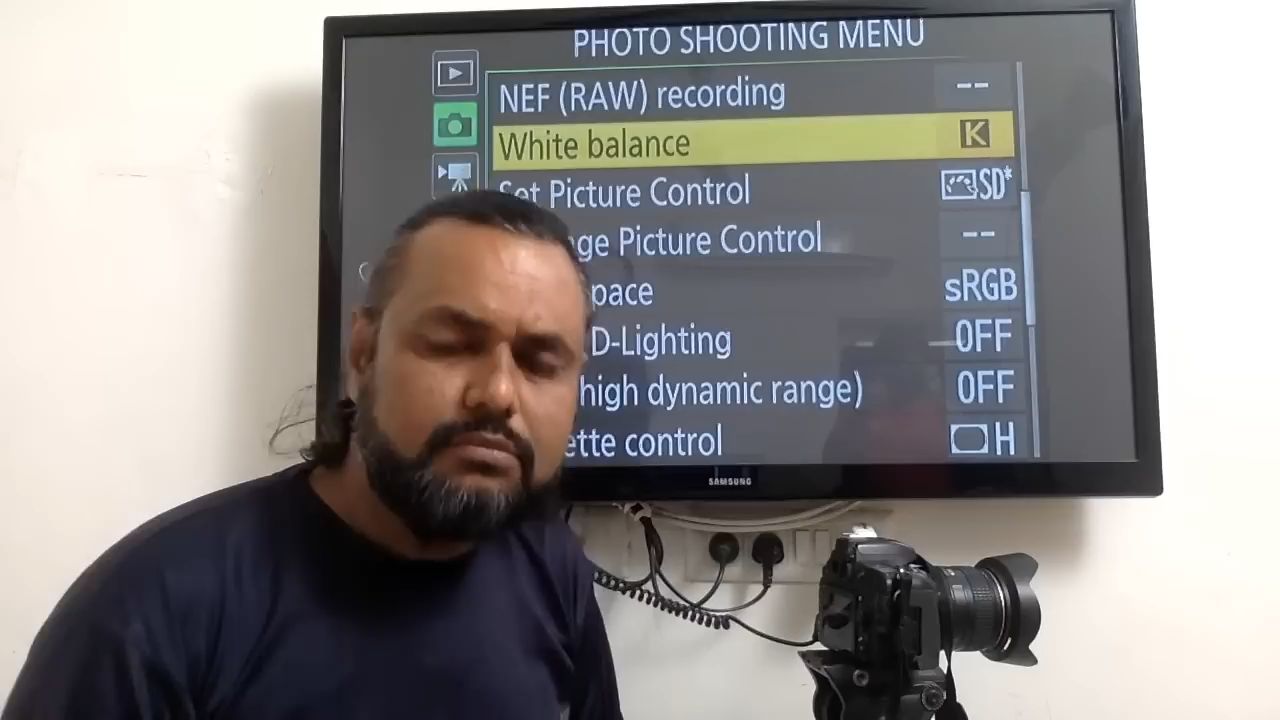 PHOTO SHOOTING MENU
NEF (RAW) recording --
White balance K
Set Picture Control SD*
nge Picture Control --
pace sRGB
D-Lighting OFF
high dynamic range) OFF
ette control H
SAMSUNG